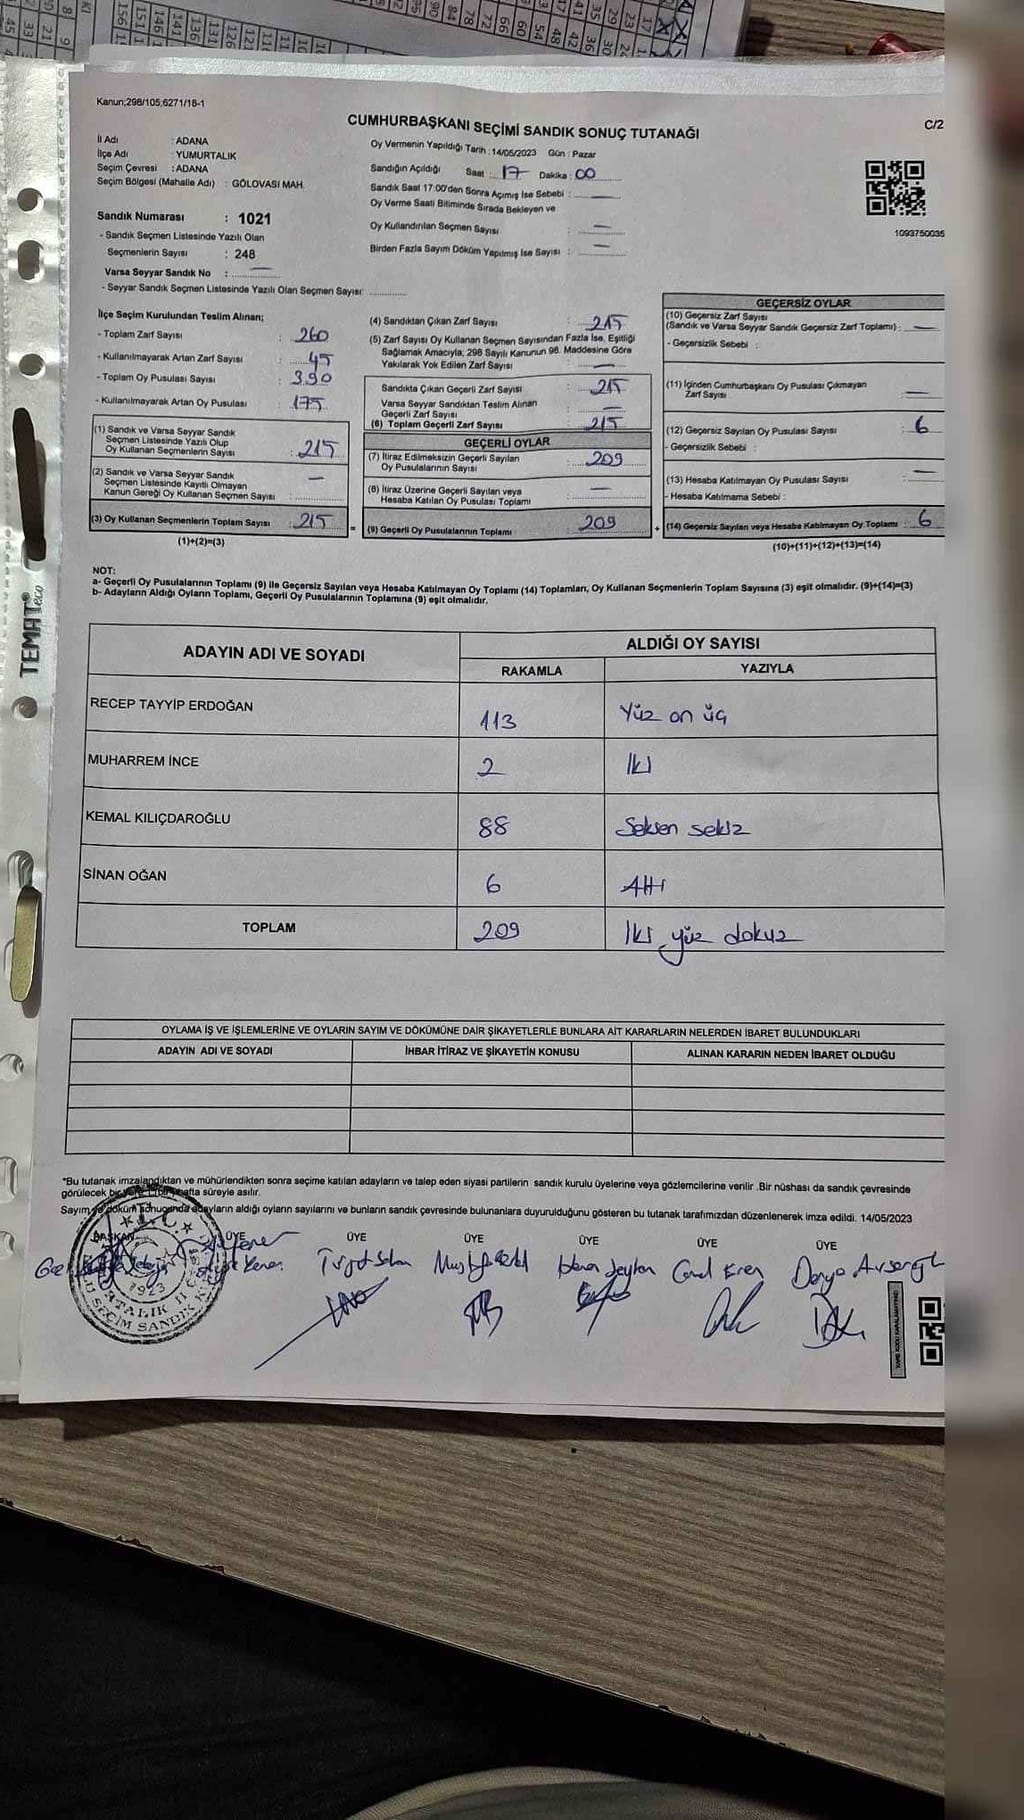 Kanun;298/105;6271/18-1
C/2
CUMHURBAŞKANI SEÇİMİ SANDIK SONUÇ TUTANAĞI
İl Adı : ADANA
İlçe Adı : YUMURTALIK
Seçim Çevresi : ADANA
Seçim Bölgesi (Mahalle Adı) : GÖLOVASI MAH.
Sandık Numarası : 1021
- Sandık Seçmen Listesinde Yazılı Olan
Seçmenlerin Sayısı : 248
Varsa Seyyar Sandık No : —
- Seyyar Sandık Seçmen Listesinde Yazılı Olan Seçmen Sayısı: ............
Oy Vermenin Yapıldığı Tarih : 14/05/2023 Gün : Pazar
Sandığın Açıldığı Saat : 17 Dakika : 00
Sandık Saat 17:00'den Sonra Açımış İse Sebebi : —
Oy Verme Saati Bitiminde Sırada Bekleyen ve
Oy Kullandırılan Seçmen Sayısı : —
Birden Fazla Sayım Döküm Yapılmış İse Sayısı : —
1093750035
İlçe Seçim Kurulundan Teslim Alınan;
- Toplam Zarf Sayısı : 260
- Kullanılmayarak Artan Zarf Sayısı : 45
- Toplam Oy Pusulası Sayısı : 390
- Kullanılmayarak Artan Oy Pusulası : 175
(1) Sandık ve Varsa Seyyar Sandık
Seçmen Listesinde Yazılı Olup
Oy Kullanan Seçmenlerin Sayısı : 215
(2) Sandık ve Varsa Seyyar Sandık
Seçmen Listesinde Kayıtlı Olmayan
Kanun Gereği Oy Kullanan Seçmen Sayısı : —
(3) Oy Kullanan Seçmenlerin Toplam Sayısı : 215
(1)+(2)=(3)
(4) Sandıktan Çıkan Zarf Sayısı : 215
(5) Zarf Sayısı Oy Kullanan Seçmen Sayısından Fazla İse, Eşitliği
Sağlamak Amacıyla; 298 Sayılı Kanunun 98. Maddesine Göre
Yakılarak Yok Edilen Zarf Sayısı : —
Sandıkta Çıkan Geçerli Zarf Sayısı : 215
Varsa Seyyar Sandıktan Teslim Alınan
Geçerli Zarf Sayısı : —
(6) Toplam Geçerli Zarf Sayısı : 215
GEÇERLİ OYLAR
(7) İtiraz Edilmeksizin Geçerli Sayılan
Oy Pusulalarının Sayısı : 209
(8) İtiraz Üzerine Geçerli Sayılan veya
Hesaba Katılan Oy Pusulası Toplamı : —
= (9) Geçerli Oy Pusulalarının Toplamı : 209
GEÇERSİZ OYLAR
(10) Geçersiz Zarf Sayısı
(Sandık ve Varsa Seyyar Sandık Geçersiz Zarf Toplamı) : —
- Geçersizlik Sebebi :
(11) İçinden Cumhurbaşkanı Oy Pusulası Çıkmayan
Zarf Sayısı : —
(12) Geçersiz Sayılan Oy Pusulası Sayısı : 6
- Geçersizlik Sebebi :
(13) Hesaba Katılmayan Oy Pusulası Sayısı : —
- Hesaba Katılmama Sebebi :
+ (14) Geçersiz Sayılan veya Hesaba Katılmayan Oy Toplamı : 6
(10)+(11)+(12)+(13)=(14)
NOT:
a- Geçerli Oy Pusulalarının Toplamı (9) ile Geçersiz Sayılan veya Hesaba Katılmayan Oy Toplamı (14) Toplamları, Oy Kullanan Seçmenlerin Toplam Sayısına (3) eşit olmalıdır. (9)+(14)=(3)
b- Adayların Aldığı Oyların Toplamı, Geçerli Oy Pusulalarının Toplamına (9) eşit olmalıdır.
TEMAT® eco
ADAYIN ADI VE SOYADI
ALDIĞI OY SAYISI
RAKAMLA YAZIYLA
RECEP TAYYİP ERDOĞAN 113 Yüz on üç
MUHARREM İNCE 2 İki
KEMAL KILIÇDAROĞLU 88 Seksen sekiz
SİNAN OĞAN 6 Altı
TOPLAM 209 İki yüz dokuz
OYLAMA İŞ VE İŞLEMLERİNE VE OYLARIN SAYIM VE DÖKÜMÜNE DAİR ŞİKAYETLERLE BUNLARA AİT KARARLARIN NELERDEN İBARET BULUNDUKLARI
ADAYIN ADI VE SOYADI İHBAR İTİRAZ VE ŞİKAYETİN KONUSU ALINAN KARARIN NEDEN İBARET OLDUĞU
*Bu tutanak imzalandıktan ve mühürlendikten sonra seçime katılan adayların ve talep eden siyasi partilerin sandık kurulu üyelerine veya gözlemcilerine verilir .Bir nüshası da sandık çevresinde
görülecek bir yere 1 (bir) hafta süreyle asılır.
Sayım ve döküm sonucunda adayların aldığı oyların sayılarını ve bunların sandık çevresinde bulunanlara duyurulduğunu gösteren bu tutanak tarafımızdan düzenlenerek imza edildi. 14/05/2023
BAŞKAN ÜYE ÜYE ÜYE ÜYE ÜYE ÜYE
T.C.
1923